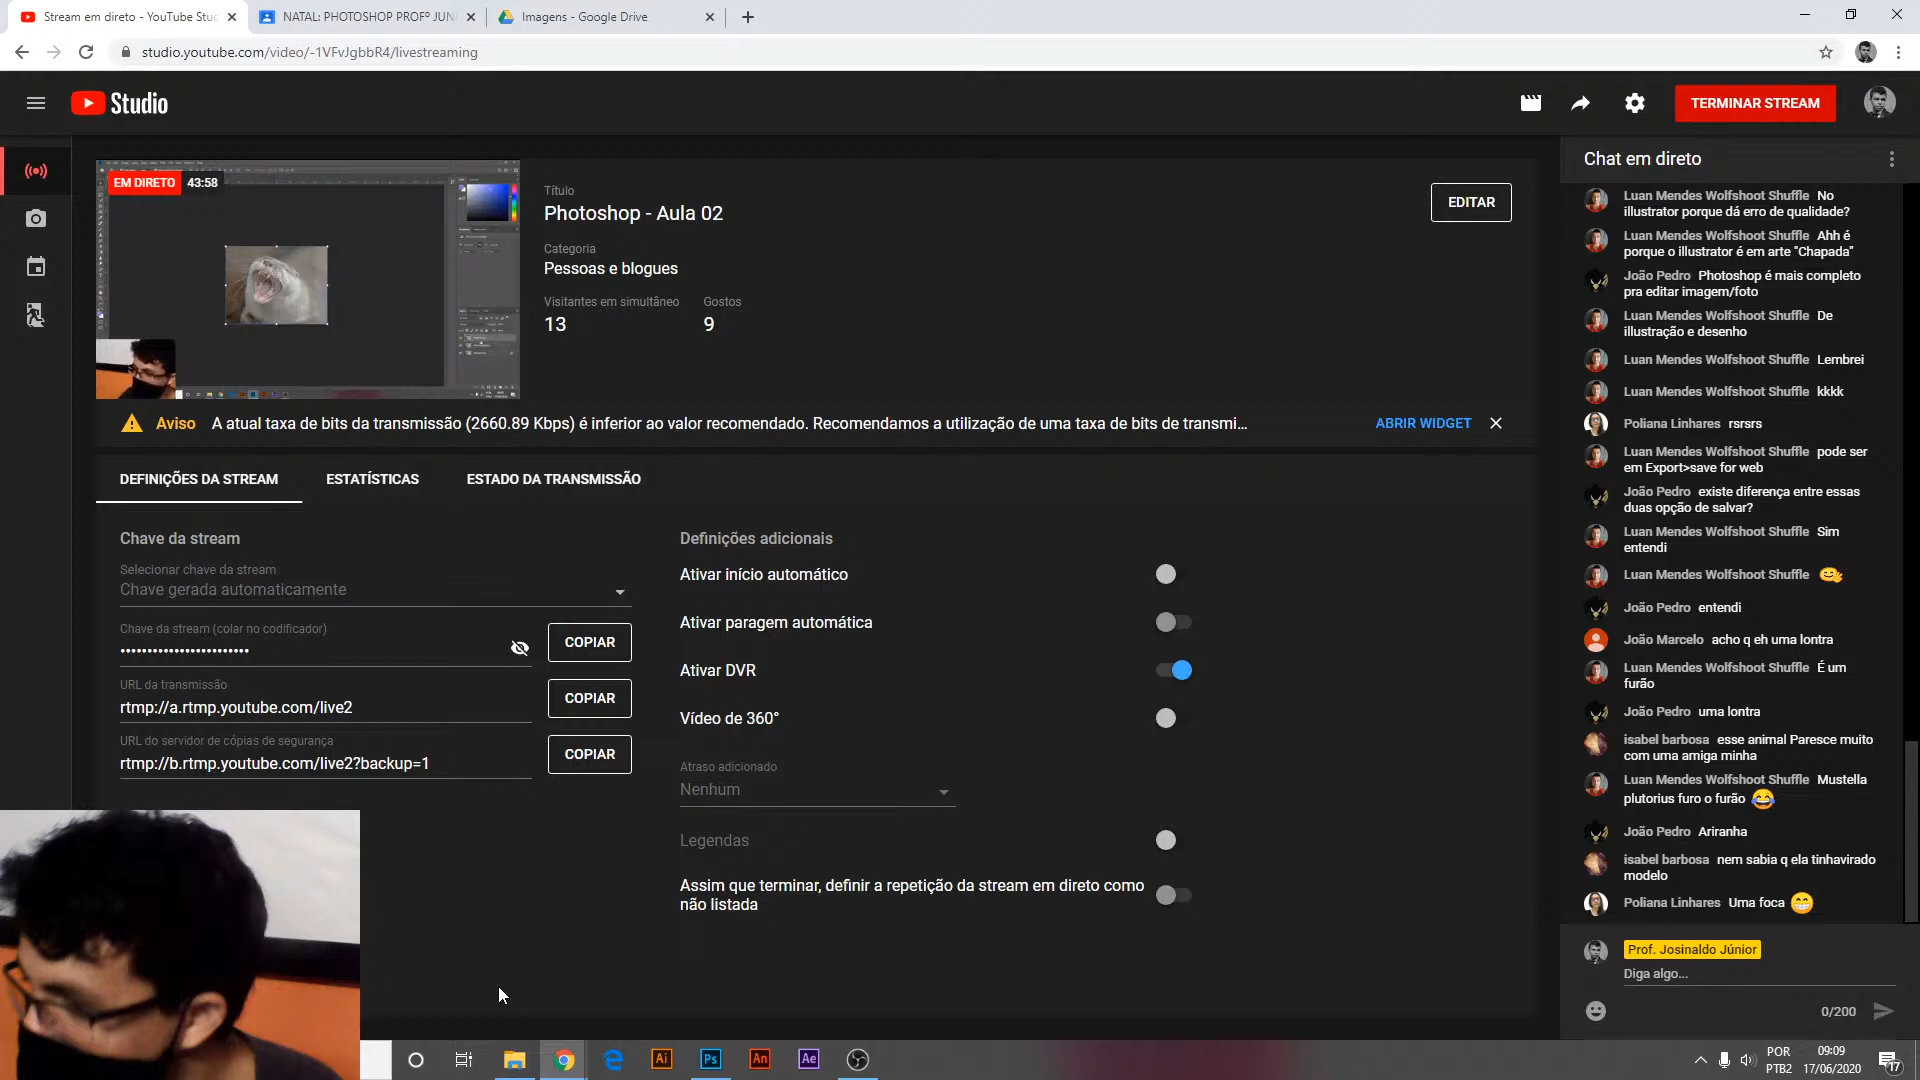 Stream em direto - YouTube Stu
NATAL: PHOTOSHOP PROFº JUN
Imagens - Google Drive
studio.youtube.com/video/-1VFvJgbbR4/livestreaming
Studio
TERMINAR STREAM
EM DIRETO 43:58
Título
Photoshop - Aula 02
EDITAR
Categoria
Pessoas e blogues
Visitantes em simultâneo
Gostos
13
9
Aviso A atual taxa de bits da transmissão (2660.89 Kbps) é inferior ao valor recomendado. Recomendamos a utilização de uma taxa de bits de transmi...
ABRIR WIDGET
DEFINIÇÕES DA STREAM
ESTATÍSTICAS
ESTADO DA TRANSMISSÃO
Chave da stream
Selecionar chave da stream
Chave gerada automaticamente
Chave da stream (colar no codificador)
••••••••••••••••••••••••
COPIAR
URL da transmissão
rtmp://a.rtmp.youtube.com/live2
COPIAR
URL do servidor de cópias de segurança
rtmp://b.rtmp.youtube.com/live2?backup=1
COPIAR
Definições adicionais
Ativar início automático
Ativar paragem automática
Ativar DVR
Vídeo de 360°
Atraso adicionado
Nenhum
Legendas
Assim que terminar, definir a repetição da stream em direto como
não listada
Chat em direto
Luan Mendes Wolfshoot Shuffle No
illustrator porque dá erro de qualidade?
Luan Mendes Wolfshoot Shuffle Ahh é
porque o illustrator é em arte "Chapada"
João Pedro Photoshop é mais completo
pra editar imagem/foto
Luan Mendes Wolfshoot Shuffle De
illustração e desenho
Luan Mendes Wolfshoot Shuffle Lembrei
Luan Mendes Wolfshoot Shuffle kkkk
Poliana Linhares rsrsrs
Luan Mendes Wolfshoot Shuffle pode ser
em Export>save for web
João Pedro existe diferença entre essas
duas opção de salvar?
Luan Mendes Wolfshoot Shuffle Sim
entendi
Luan Mendes Wolfshoot Shuffle
João Pedro entendi
João Marcelo acho q eh uma lontra
Luan Mendes Wolfshoot Shuffle É um
furão
João Pedro uma lontra
isabel barbosa esse animal Paresce muito
com uma amiga minha
Luan Mendes Wolfshoot Shuffle Mustella
plutorius furo o furão 😂
João Pedro Ariranha
isabel barbosa nem sabia q ela tinhavirado
modelo
Poliana Linhares Uma foca 😁
Prof. Josinaldo Júnior
Diga algo...
0/200
Ai
Ps
An
Ae
POR
PTB2
09:09
17/06/2020
17